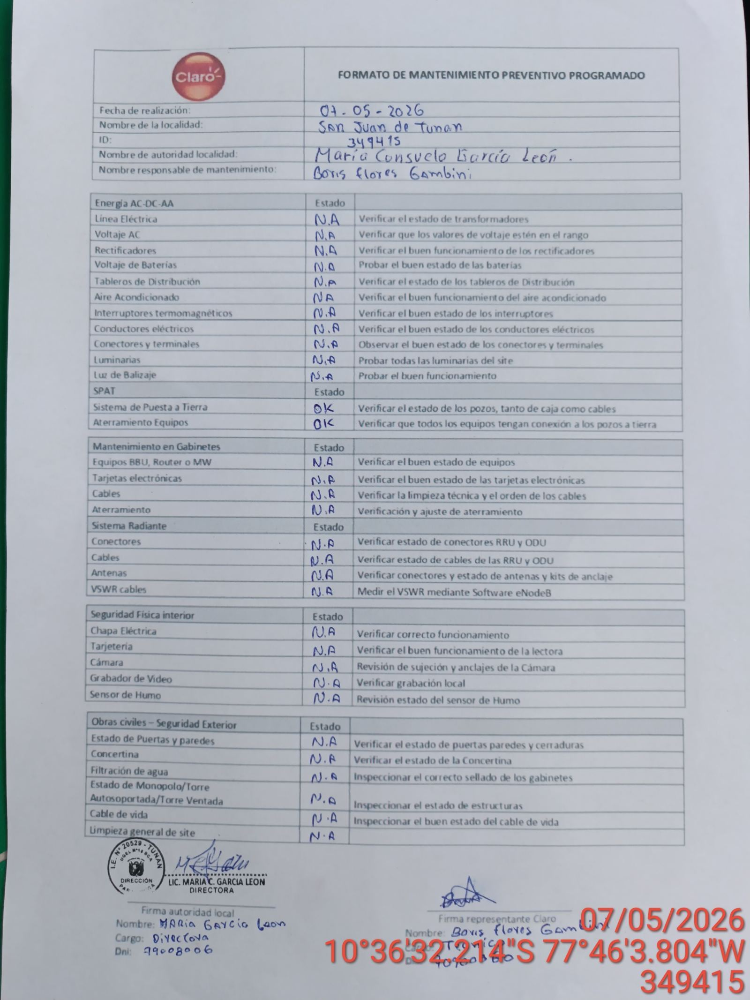 Claro
FORMATO DE MANTENIMIENTO PREVENTIVO PROGRAMADO
Fecha de realización: 07-05-2026
Nombre de la localidad: SAn Juan de Tunan
ID: 349415
Nombre de autoridad localidad: María Consuelo García León.
Nombre responsable de mantenimiento: Boris flores GAmbini
Energía AC-DC-AA Estado
Línea Eléctrica N.A Verificar el estado de transformadores
Voltaje AC N.A Verificar que los valores de voltaje estén en el rango
Rectificadores N.A Verificar el buen funcionamiento de los rectificadores
Voltaje de Baterías N.A Probar el buen estado de las baterías
Tableros de Distribución N.A Verificar el estado de los tableros de Distribución
Aire Acondicionado NA Verificar el buen funcionamiento del aire acondicionado
Interruptores termomagnéticos N.A Verificar el buen estado de los interruptores
Conductores eléctricos N.A Verificar el buen estado de los conductores eléctricos
Conectores y terminales N.A Observar el buen estado de los conectores y terminales
Luminarias N.A Probar todas las luminarias del site
Luz de Balizaje N.A Probar el buen funcionamiento
SPAT Estado
Sistema de Puesta a Tierra OK Verificar el estado de los pozos, tanto de caja como cables
Aterramiento Equipos OK Verificar que todos los equipos tengan conexión a los pozos a tierra
Mantenimiento en Gabinetes Estado
Equipos BBU, Router o MW N.A Verificar el buen estado de equipos
Tarjetas electrónicas N.A Verificar el buen estado de las tarjetas electrónicas
Cables N.A Verificar la limpieza técnica y el orden de los cables
Aterramiento N.A Verificación y ajuste de aterramiento
Sistema Radiante Estado
Conectores N.A Verificar estado de conectores RRU y ODU
Cables N.A Verificar estado de cables de las RRU y ODU
Antenas N.A Verificar conectores y estado de antenas y kits de anclaje
VSWR cables N.A Medir el VSWR mediante Software eNodeB
Seguridad Física interior Estado
Chapa Eléctrica N.A Verificar correcto funcionamiento
Tarjetería N.A Verificar el buen funcionamiento de la lectora
Cámara N.A Revisión de sujeción y anclajes de la Cámara
Grabador de Video N.A Verificar grabación local
Sensor de Humo N.A Revisión estado del sensor de Humo
Obras civiles – Seguridad Exterior Estado
Estado de Puertas y paredes N.A Verificar el estado de puertas paredes y cerraduras
Concertina N.A Verificar el estado de la Concertina
Filtración de agua N.A Inspeccionar el correcto sellado de los gabinetes
Estado de Monopolo/Torre
Autosoportada/Torre Ventada N.A Inspeccionar el estado de estructuras
Cable de vida N.A Inspeccionar el buen estado del cable de vida
Limpieza general de site N.A
I.E. N° 20529 - TUNAN
UGEL N°16 BCA
DIRECCIÓN
LIC. MARIA C. GARCIA LEON
DIRECTORA
Firma autoridad local
Nombre: MARia GArcia Leon
Cargo: Directora
Dni:
Firma representante Claro
Nombre: Boris flores GAmbini
Cargo: Tecnico
07/05/2026
10°36'32.214"S 77°46'3.804"W
349415